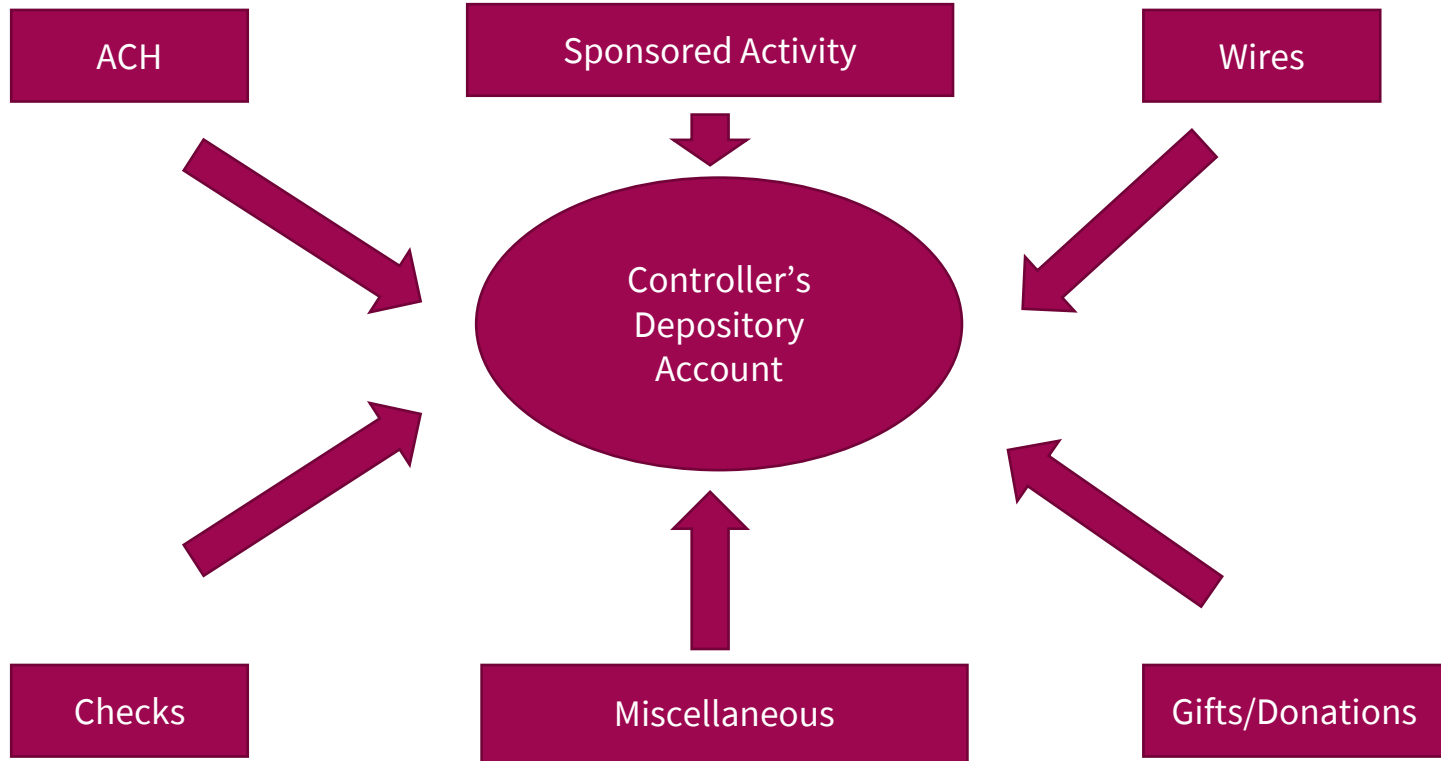 ACH
Sponsored Activity
Wires
Controller’s
Depository
Account
Checks
Miscellaneous
Gifts/Donations